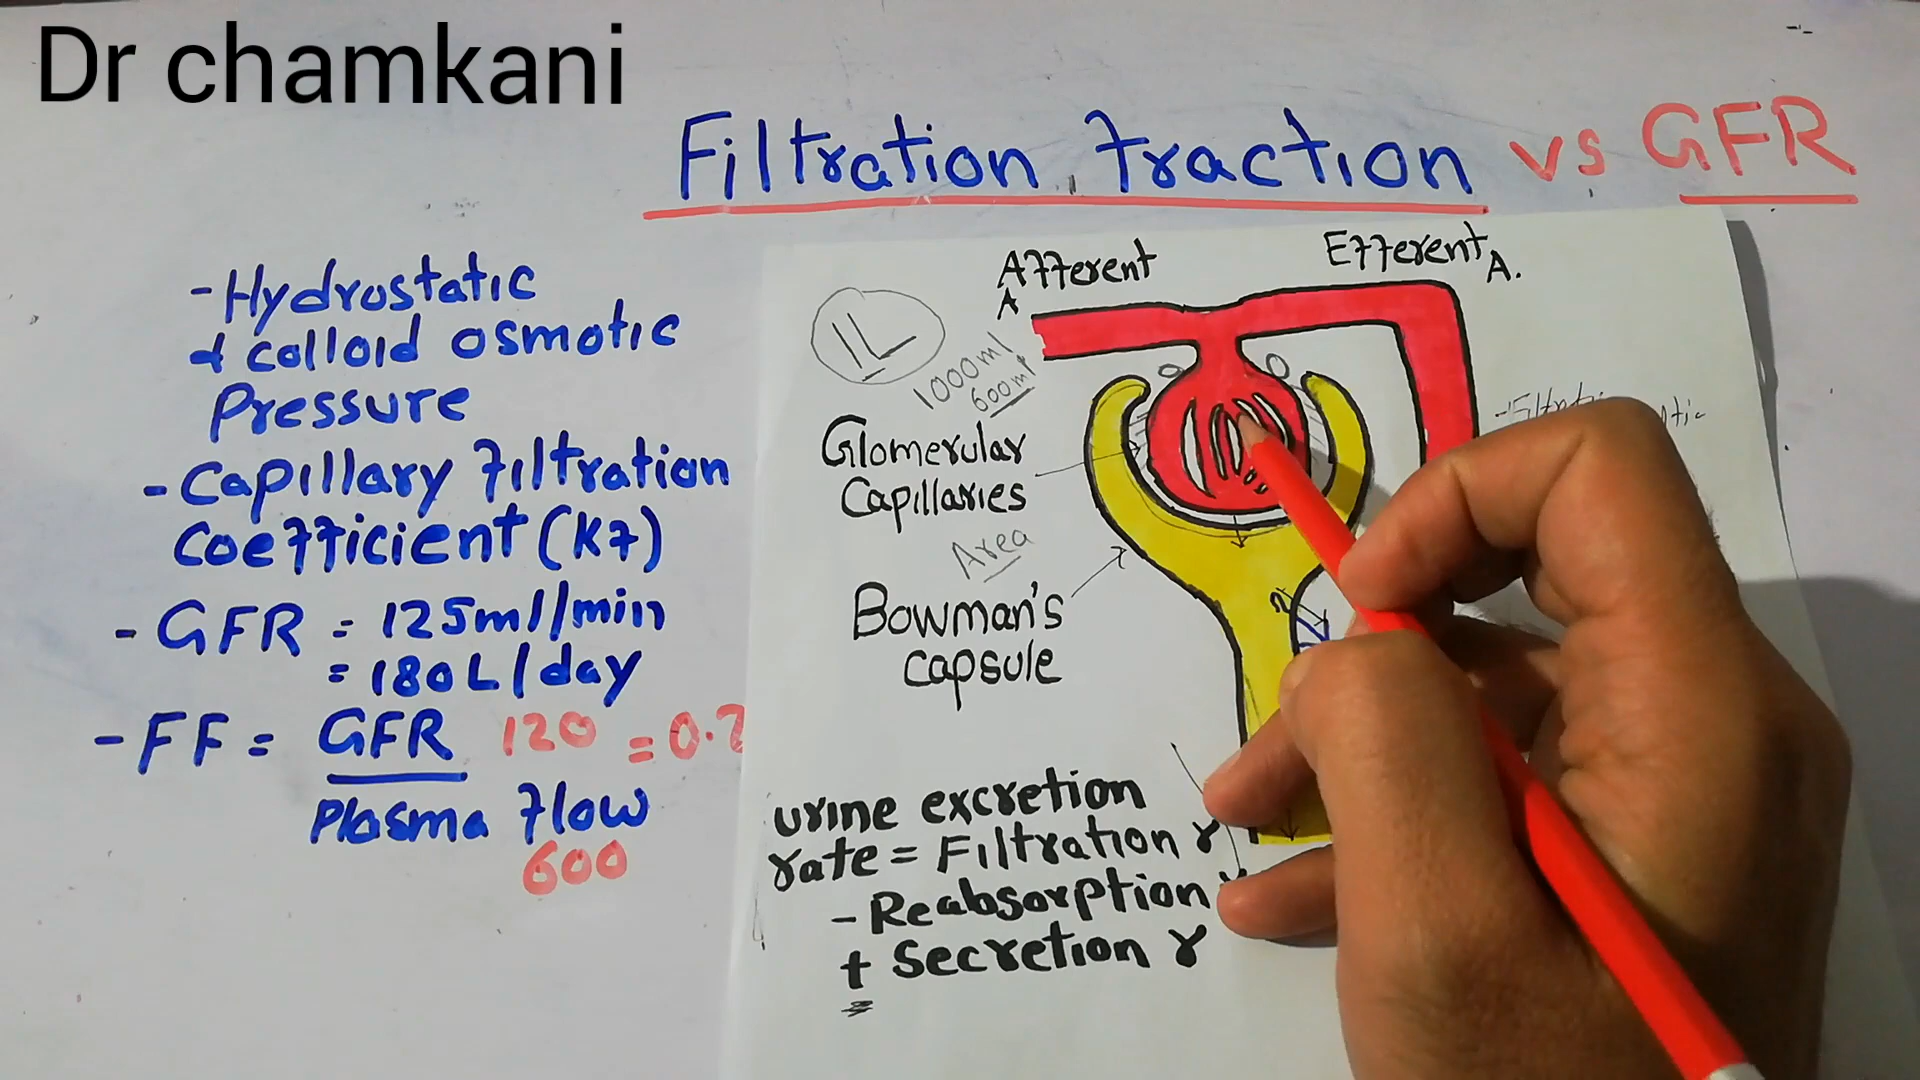 Dr chamkani
Filtration fraction vs GFR
- Hydrostatic
& colloid osmotic
Pressure
- Capillary filtration
coefficient (Kf)
- GFR = 125ml/min
= 180L/day
- FF = GFR 120 = 0.2
Plasma flow
600
Afferent
A
Efferent
A.
1L
1000ml
600ml
Glomerular
Capillaries
Area
Bowman's
capsule
urine excretion
rate = Filtration r
- Reabsorption r
+ Secretion r